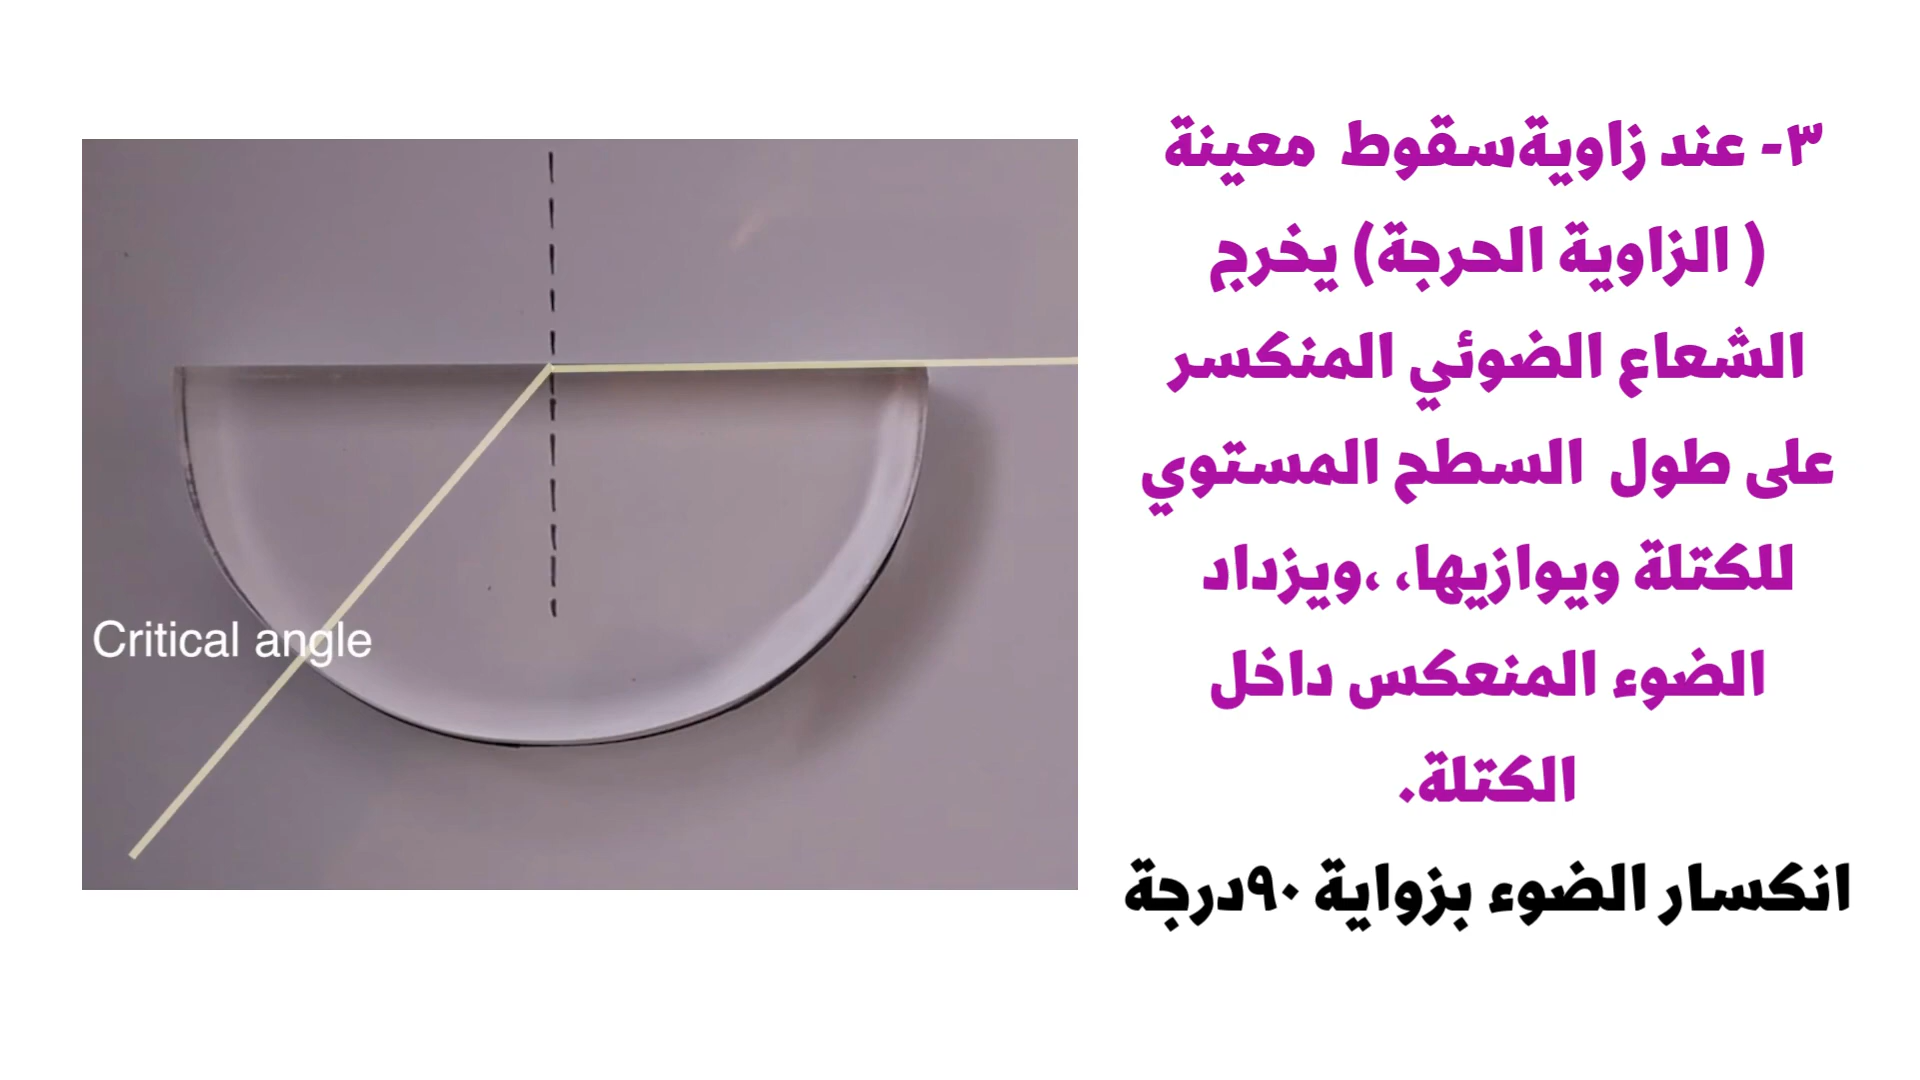 ٣- عند زاويةسقوط معينة
( الزاوية الحرجة) يخرج
الشعاع الضوئي المنكسر
على طول السطح المستوي
للكتلة ويوازيها، ،ويزداد
الضوء المنعكس داخل
الكتلة.
انكسار الضوء بزواية ٩٠درجة
Critical angle